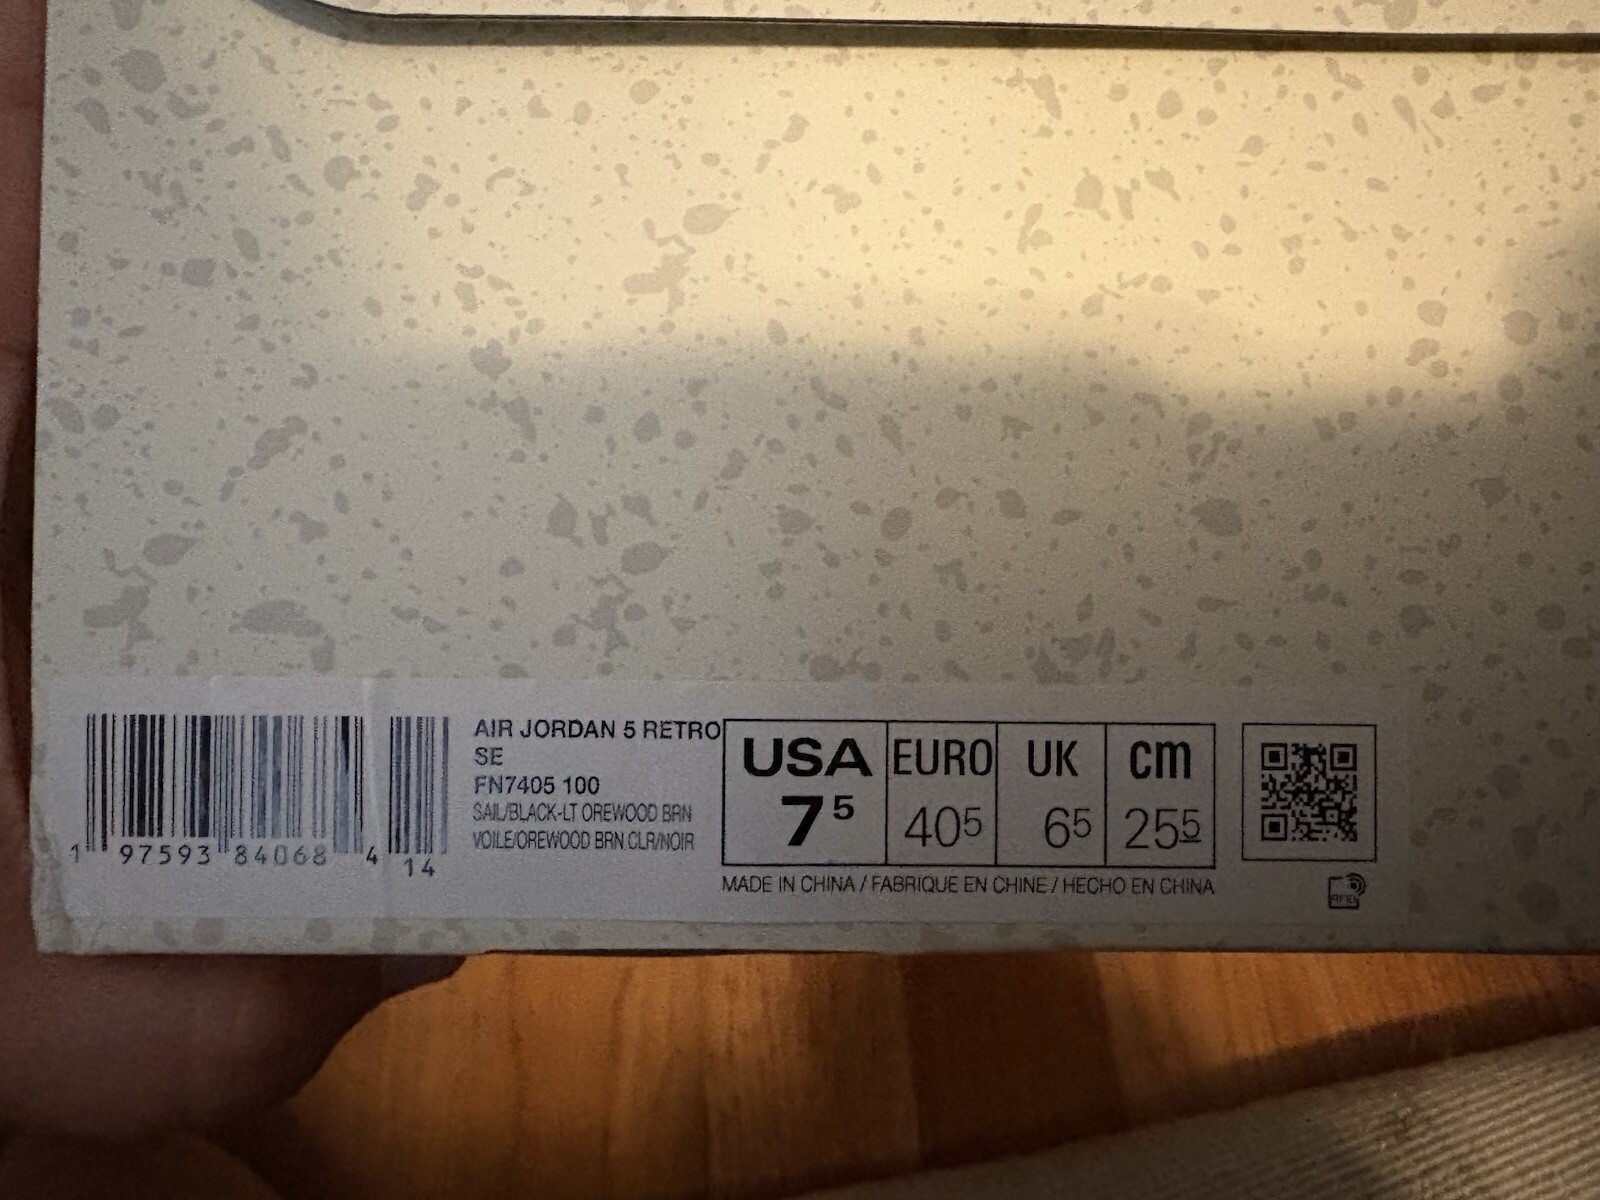 AIR JORDAN 5 RETRO
SE
FN7405 100
SAIL/BLACK-LT OREWOOD BRN
VOILE/OREWOOD BRN CLR/NOIR
1 97593 84068 4 14
USA EURO UK cm
7⁵ 40⁵ 6⁵ 25⁵
MADE IN CHINA / FABRIQUE EN CHINE / HECHO EN CHINA
RFID